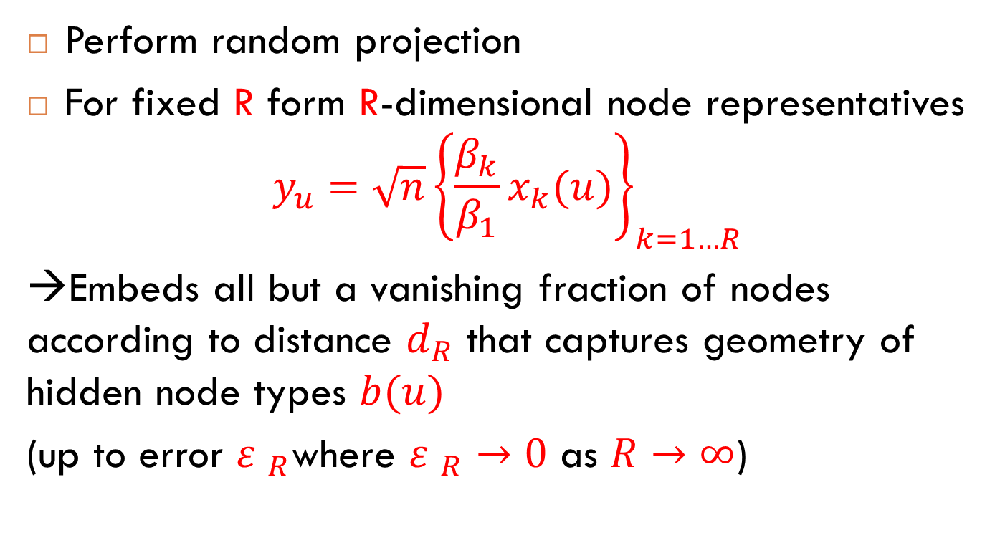 □ Perform random projection
□ For fixed R form R-dimensional node representatives
$y_u = \sqrt{n} \left\{ \frac{\beta_k}{\beta_1} x_k(u) \right\}_{k=1 \dots R}$
→Embeds all but a vanishing fraction of nodes
according to distance $d_R$ that captures geometry of
hidden node types $b(u)$
(up to error $\varepsilon_R$ where $\varepsilon_R \to 0$ as $R \to \infty$)